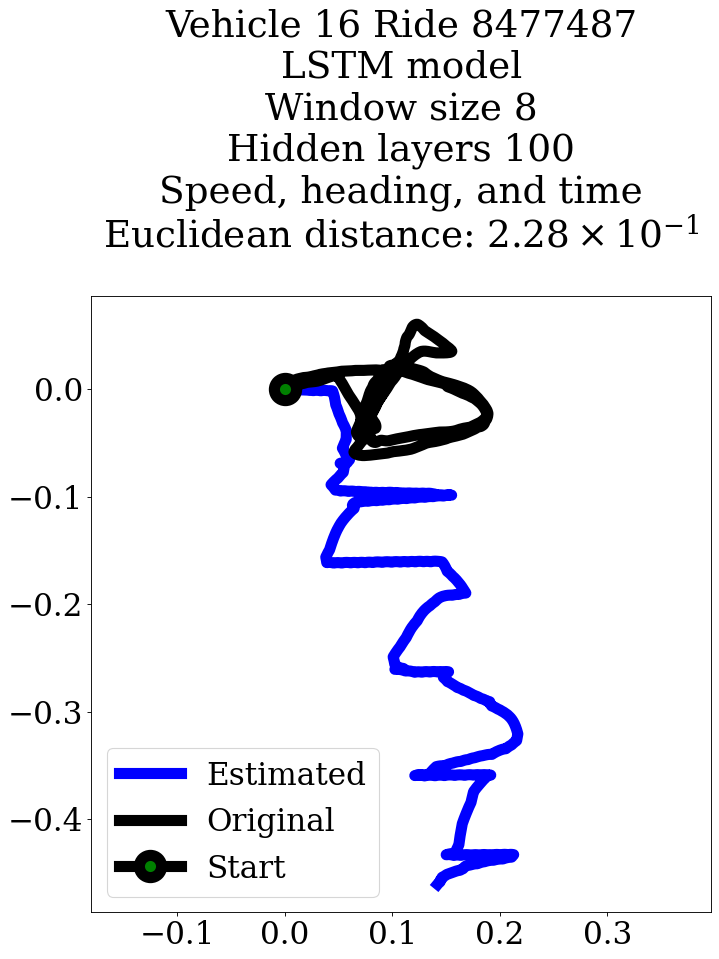 Vehicle 16 Ride 8477487
LSTM model
Window size 8
Hidden layers 100
Speed, heading, and time
Euclidean distance: 2.28 × 10⁻¹
0.0
−0.1
−0.2
−0.3
−0.4
Estimated
Original
Start
−0.1 0.0 0.1 0.2 0.3